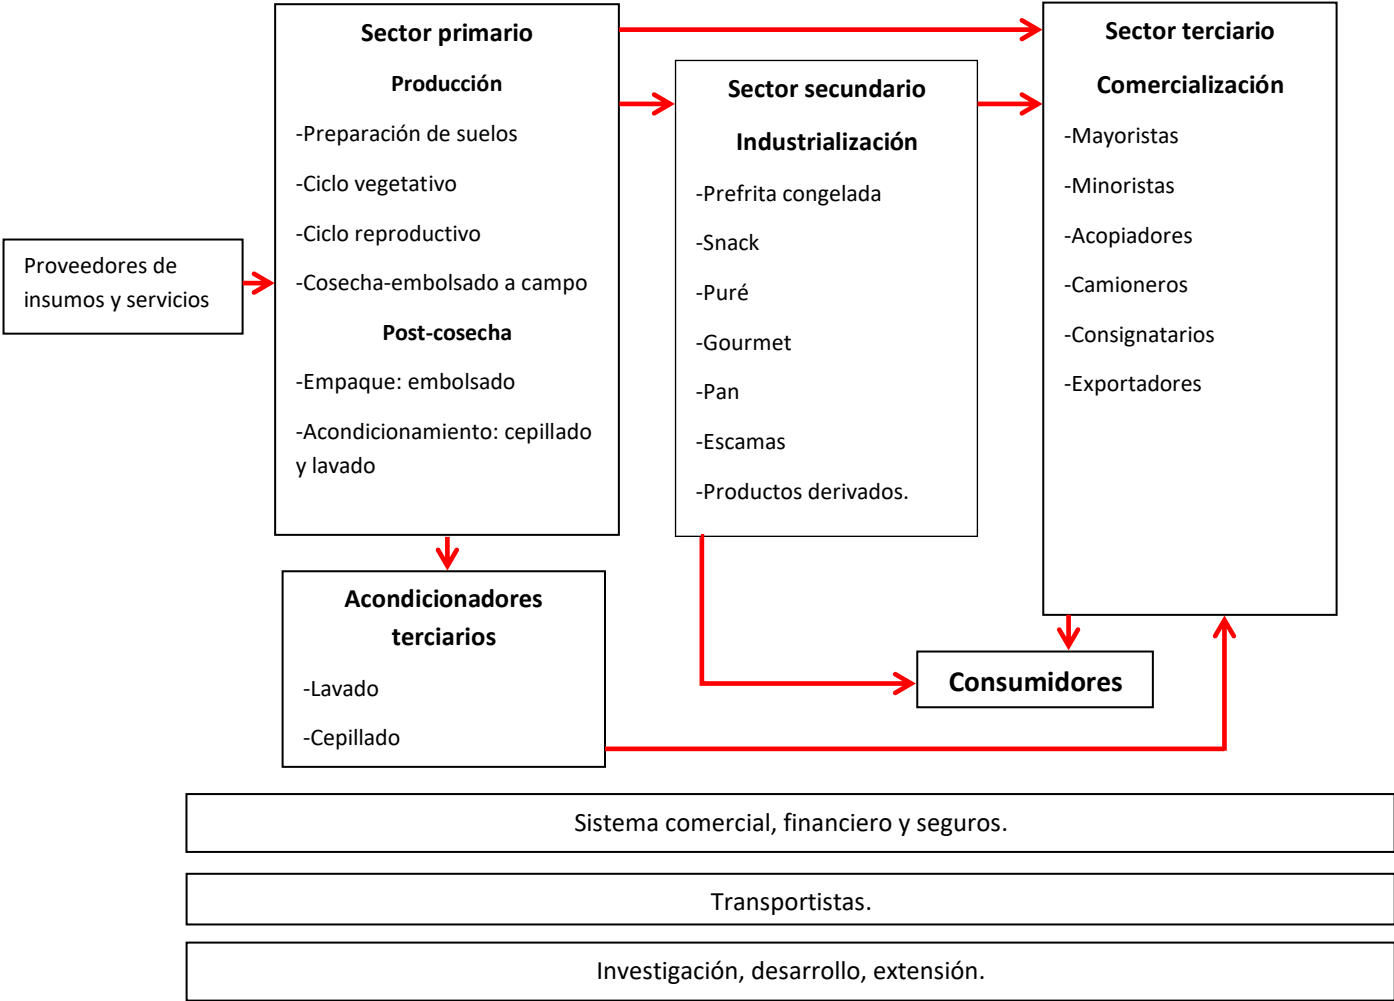 Proveedores de
insumos y servicios
Sector primario
Producción
-Preparación de suelos
-Ciclo vegetativo
-Ciclo reproductivo
-Cosecha-embolsado a campo
Post-cosecha
-Empaque: embolsado
-Acondicionamiento: cepillado
y lavado
Sector secundario
Industrialización
-Prefrita congelada
-Snack
-Puré
-Gourmet
-Pan
-Escamas
-Productos derivados.
Sector terciario
Comercialización
-Mayoristas
-Minoristas
-Acopiadores
-Camioneros
-Consignatarios
-Exportadores
Acondicionadores
terciarios
-Lavado
-Cepillado
Consumidores
Sistema comercial, financiero y seguros.
Transportistas.
Investigación, desarrollo, extensión.